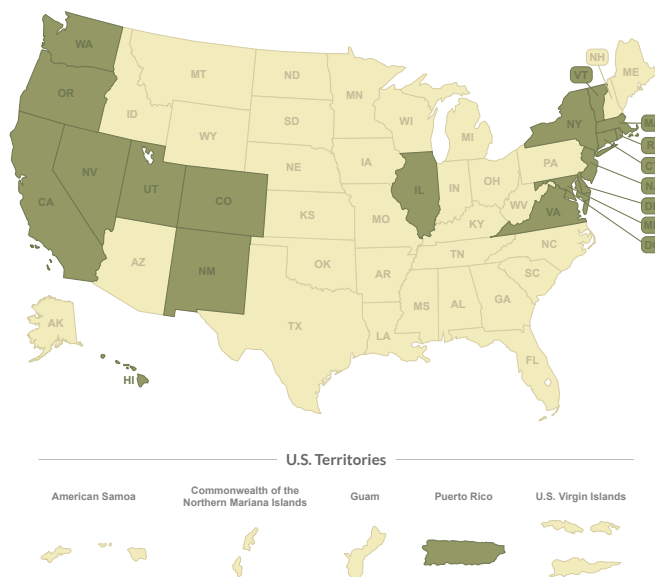 WA
MT
ND
MN
NH
ME
VT
OR
ID
SD
WI
MI
NY
WY
IA
NE
PA
NV
UT
CO
IL
IN
OH
CA
KS
MO
WV
VA
KY
NC
AZ
NM
OK
AR
TN
SC
MS
AL
GA
TX
LA
AK
FL
HI
U.S. Territories
American Samoa
Commonwealth of the
Northern Mariana Islands
Guam
Puerto Rico
U.S. Virgin Islands